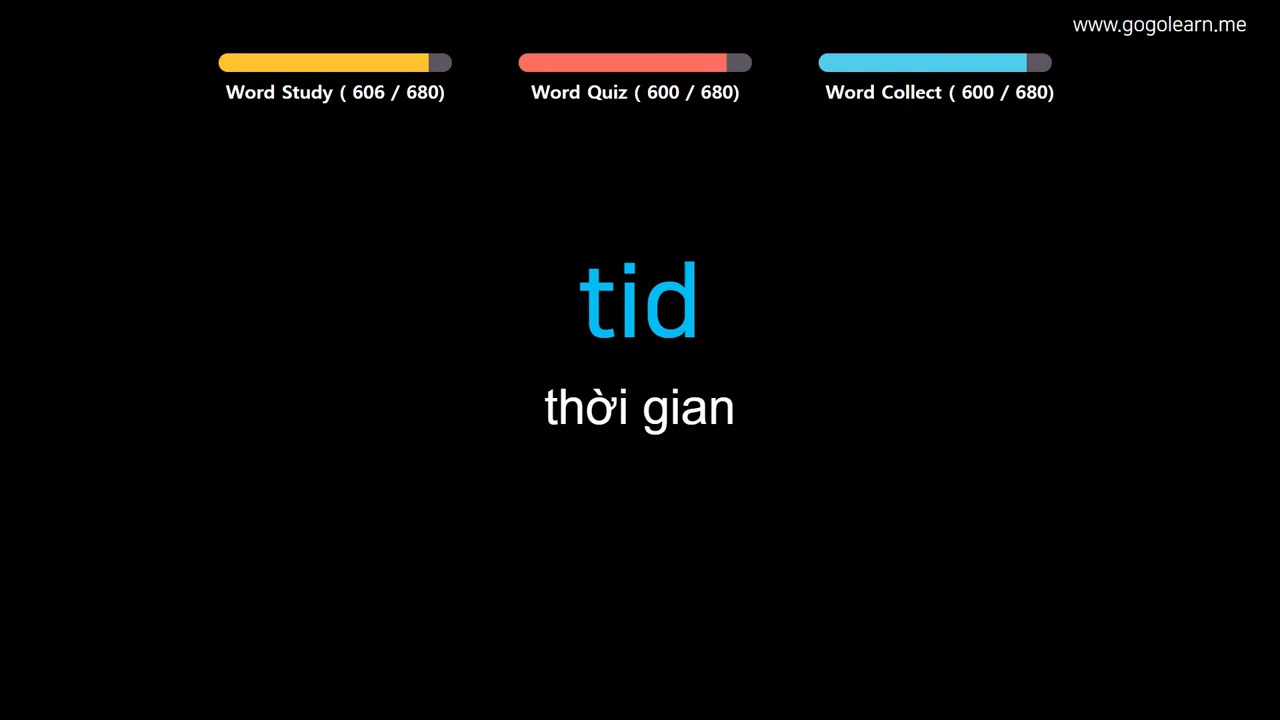 www.gogolearn.me
Word Study ( 606 / 680)
Word Quiz ( 600 / 680)
Word Collect ( 600 / 680)
tid
thời gian